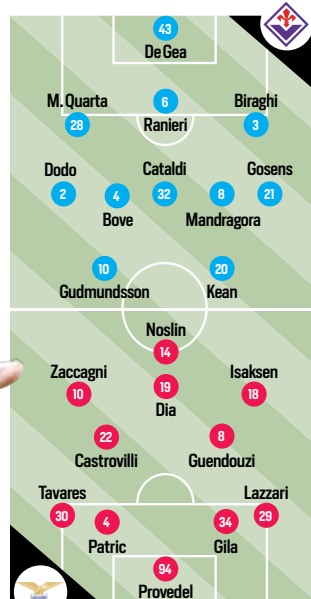 43
De Gea
M. Quarta
6
Biraghi
28
Ranieri
3
Dodo
Cataldi
Gosens
2
4
32
8
21
Bove
Mandragora
10
20
Gudmundsson
Kean
Noslin
14
Zaccagni
Isaksen
10
19
18
Dia
22
8
Castrovilli
Guendouzi
Tavares
Lazzari
30
4
34
29
Patric
Gila
94
Provedel